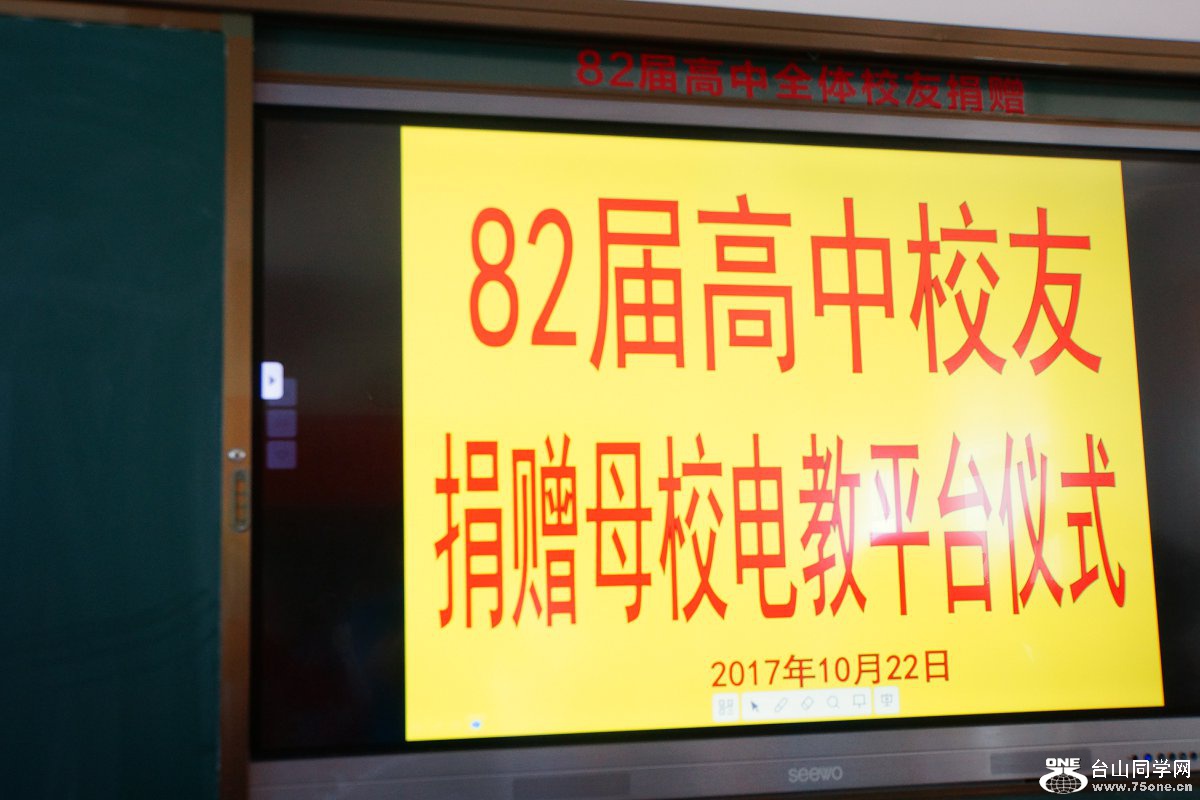 82届高中全体校友捐赠
82届高中校友
捐赠母校电教平台仪式
2017年10月22日
seewo
ONE
台山同学网
www.75one.cn